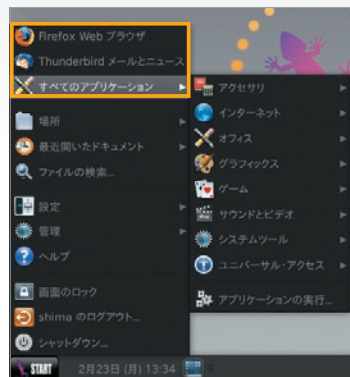 Firefox Web ブラウザ
Thunderbird メールとニュース
すべてのアプリケーション
場所
最近開いたドキュメント
ファイルの検索...
設定
管理
ヘルプ
画面のロック
shima のログアウト...
シャットダウン...
アクセサリ
インターネット
オフィス
グラフィックス
ゲーム
サウンドとビデオ
システムツール
ユニバーサル・アクセス
アプリケーションの実行...
START
2月23日 (月) 13:34